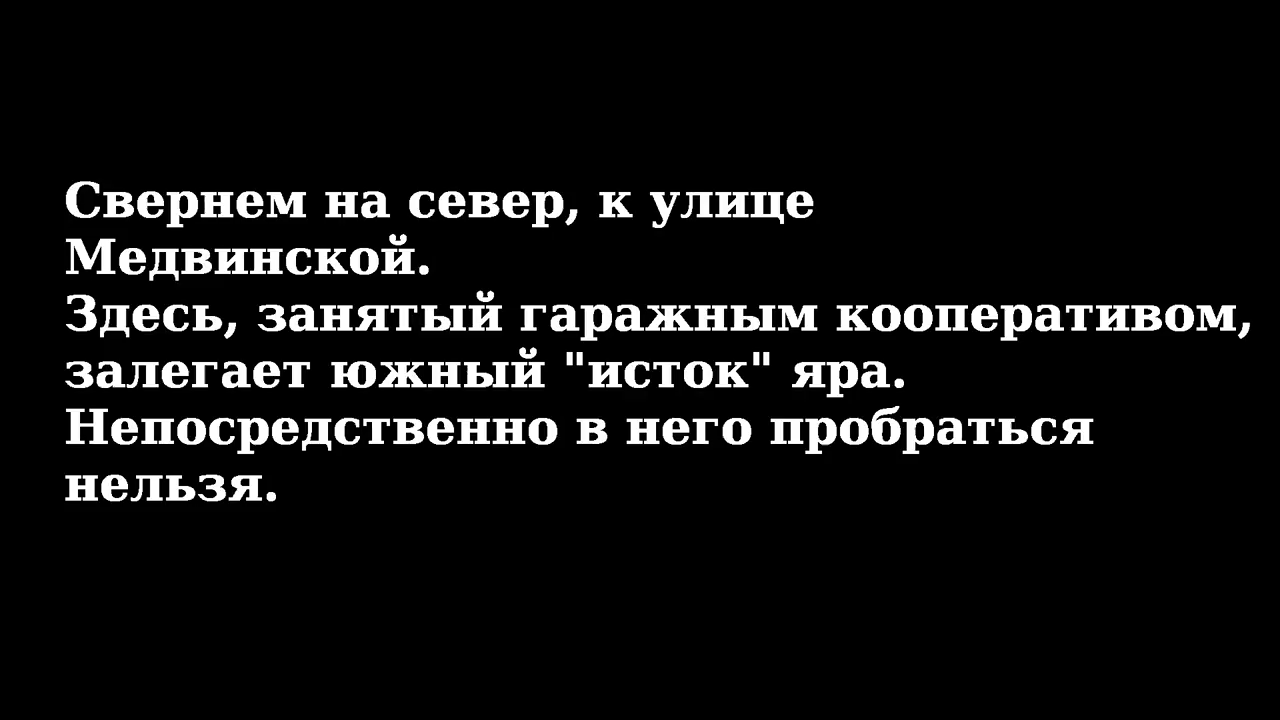 Свернем на север, к улице
Медвинской.
Здесь, занятый гаражным кооперативом,
залегает южный "исток" яра.
Непосредственно в него пробраться
нельзя.